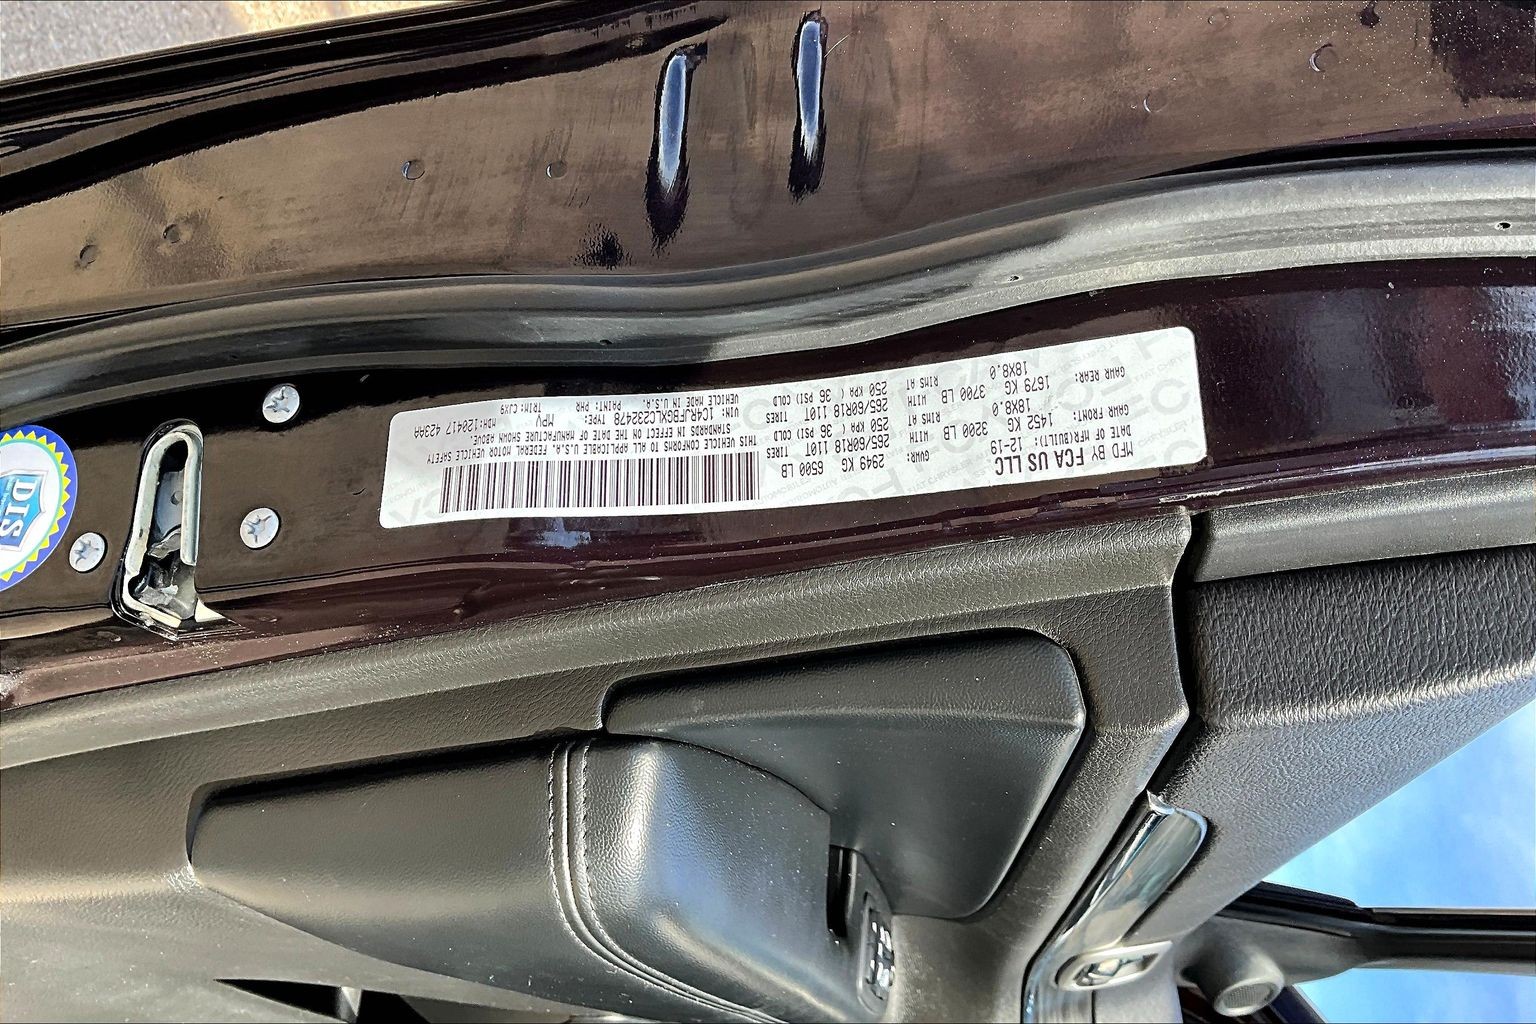 MFD BY FCA US LLC
DATE OF MFR(BUILT): 12-19 GVWR: 2949 KG 6500 LB
GAWR FRONT: 1452 KG 3200 LB WITH TIRES 265/60R18 110T
18X8.0 RIMS AT 250 KPA ( 36 PSI) COLD
GAWR REAR: 1679 KG 3700 LB WITH TIRES 265/60R18 110T
18X8.0 RIMS AT 250 KPA ( 36 PSI) COLD
THIS VEHICLE CONFORMS TO ALL APPLICABLE U.S.A. FEDERAL MOTOR VEHICLE SAFETY
STANDARDS IN EFFECT ON THE DATE OF MANUFACTURE SHOWN ABOVE.
VIN: 1C4RJFBGXLC232478 TYPE: MPV MDH:120417 423AA
PAINT: PHR TRIM:CJX9
VEHICLE MADE IN U.S.A.
DIS